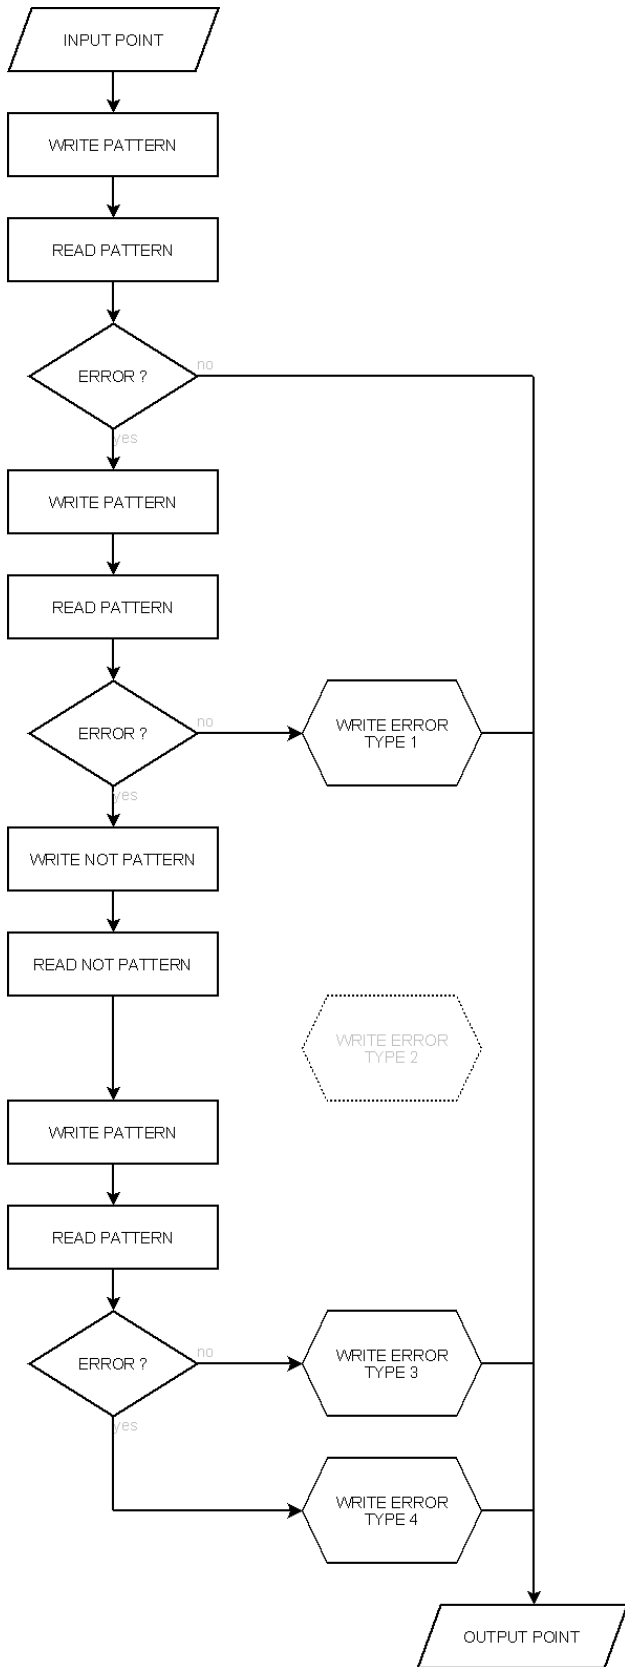 INPUT POINT
WRITE PATTERN
READ PATTERN
ERROR ?
no
yes
WRITE PATTERN
READ PATTERN
ERROR ?
no
WRITE ERROR
TYPE 1
yes
WRITE NOT PATTERN
READ NOT PATTERN
WRITE ERROR
TYPE 2
WRITE PATTERN
READ PATTERN
ERROR ?
no
WRITE ERROR
TYPE 3
yes
WRITE ERROR
TYPE 4
OUTPUT POINT